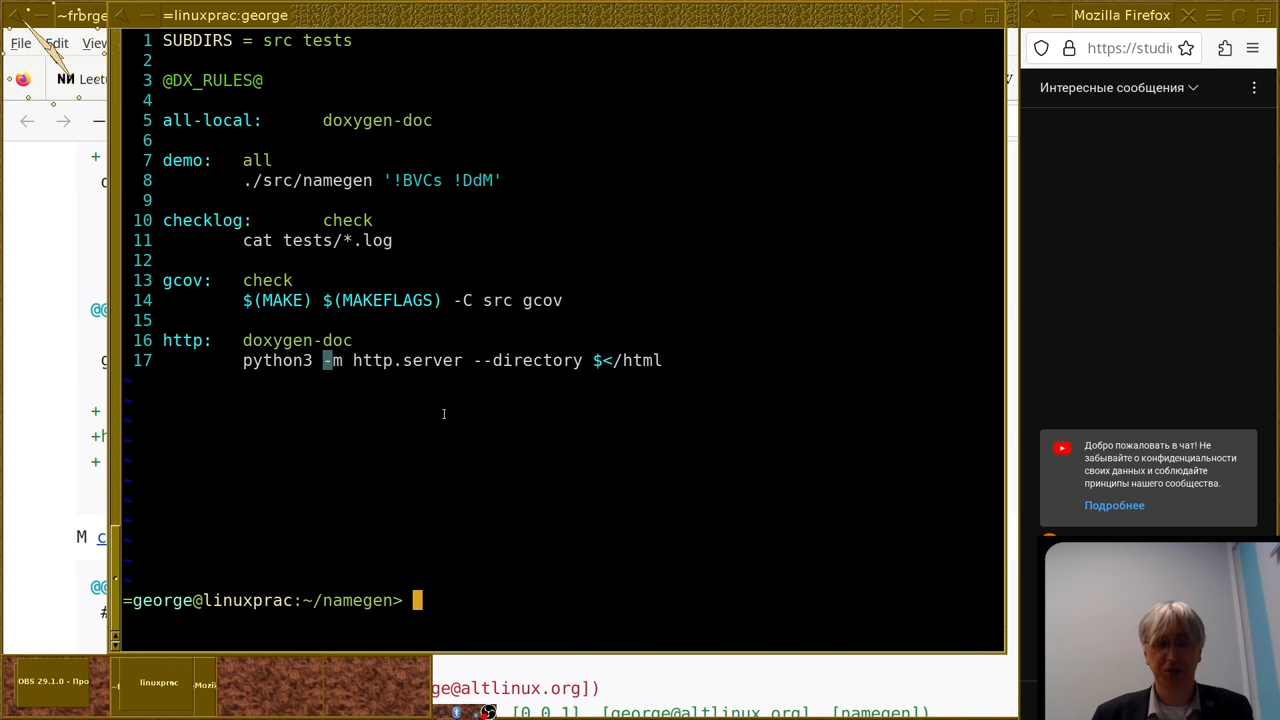 ~frbrge
=linuxprac:george
Mozilla Firefox
File Edit View
Lectu
https://studio
Интересные сообщения
1 SUBDIRS = src tests
2
3 @DX_RULES@
4
5 all-local: doxygen-doc
6
7 demo: all
8 ./src/namegen '!BVCs !DdM'
9
10 checklog: check
11 cat tests/*.log
12
13 gcov: check
14 $(MAKE) $(MAKEFLAGS) -C src gcov
15
16 http: doxygen-doc
17 python3 -m http.server --directory $</html
~
~
~
~
~
~
~
~
~
~
~
=george@linuxprac:~/namegen>
+
@@
+
+h
+
M c
@@
#
Добро пожаловать в чат! Не
забывайте о конфиденциальности
своих данных и соблюдайте
принципы нашего сообщества.
Подробнее
OBS 29.1.0 - Про
linuxprac
Mozil
ge@altlinux.org])
[0.0.1], [george@altlinux.org], [namegen])